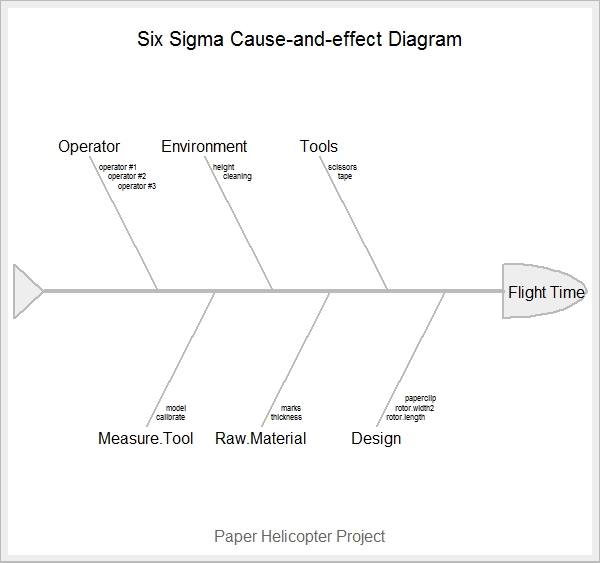 Six Sigma Cause-and-effect Diagram
Operator
operator #1
operator #2
operator #3
Environment
height
cleaning
Tools
scissors
tape
Flight Time
model
calibrate
Measure.Tool
marks
thickness
Raw.Material
paperclip
rotor.width2
rotor.length
Design
Paper Helicopter Project